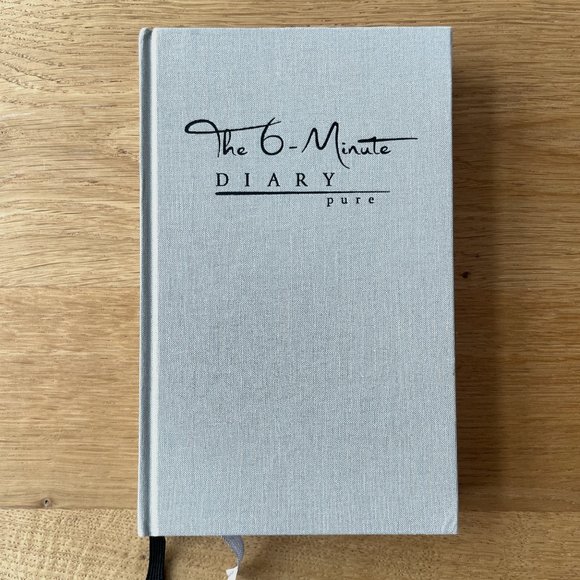 The 6-Minute
DIARY
pure